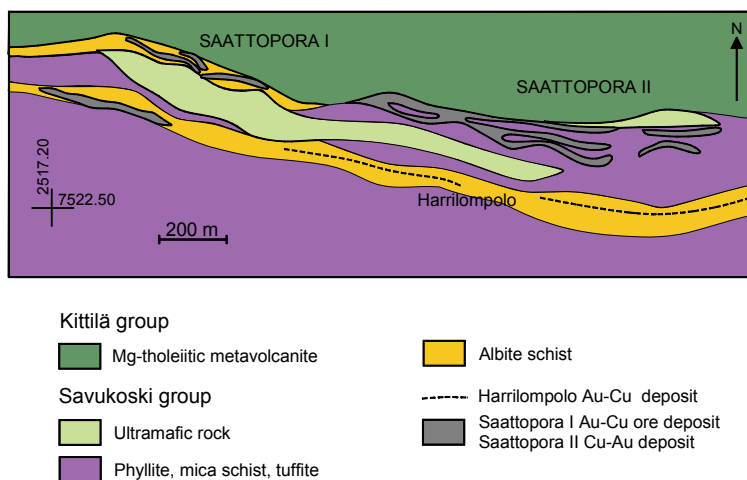 SAATTOPORA I
N
SAATTOPORA II
2517.20
7522.50
200 m
Harrilompolo
Kittilä group
Mg-tholeiitic metavolcanite
Savukoski group
Ultramafic rock
Phyllite, mica schist, tuffite
Albite schist
Harrilompolo Au-Cu deposit
Saattopora I Au-Cu ore deposit
Saattopora II Cu-Au deposit